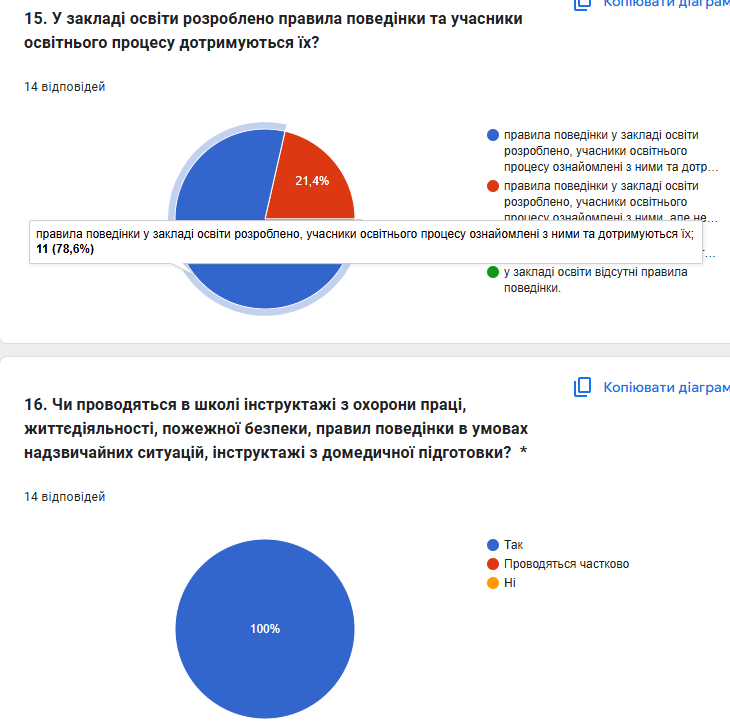 Копіювати діаграм
15. У закладі освіти розроблено правила поведінки та учасники
освітнього процесу дотримуються їх?
14 відповідей
21,4%
правила поведінки у закладі освіти
розроблено, учасники освітнього
процесу ознайомлені з ними та дотр...
правила поведінки у закладі освіти
розроблено, учасники освітнього
процесу ознайомлені з ними, але не...
правила поведінки у закладі освіти розроблено, учасники освітнього процесу ознайомлені з ними та дотримуються їх;
11 (78,6%)
у закладі освіти відсутні правила
поведінки.
Копіювати діаграм
16. Чи проводяться в школі інструктажі з охорони праці,
життєдіяльності, пожежної безпеки, правил поведінки в умовах
надзвичайних ситуацій, інструктажі з домедичної підготовки? *
14 відповідей
100%
Так
Проводяться частково
Ні